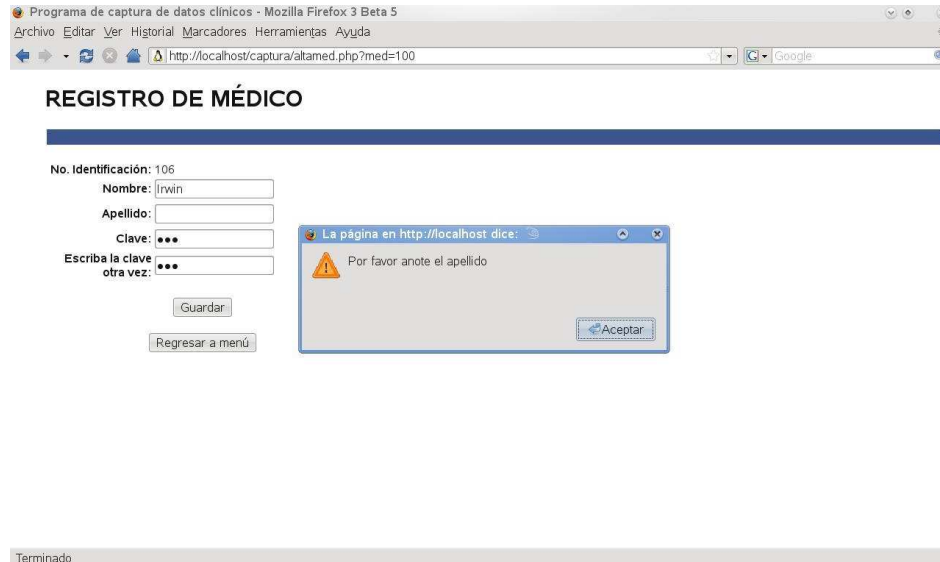 Programa de captura de datos clínicos - Mozilla Firefox 3 Beta 5
Archivo Editar Ver Historial Marcadores Herramientas Ayuda
http://localhost/captura/altamed.php?med=100
G Google
REGISTRO DE MÉDICO
No. Identificación: 106
Nombre: Irwin
Apellido:
Clave: ●●●
Escriba la clave
otra vez: ●●●
Guardar
Regresar a menú
La página en http://localhost dice:
Por favor anote el apellido
Aceptar
Terminado